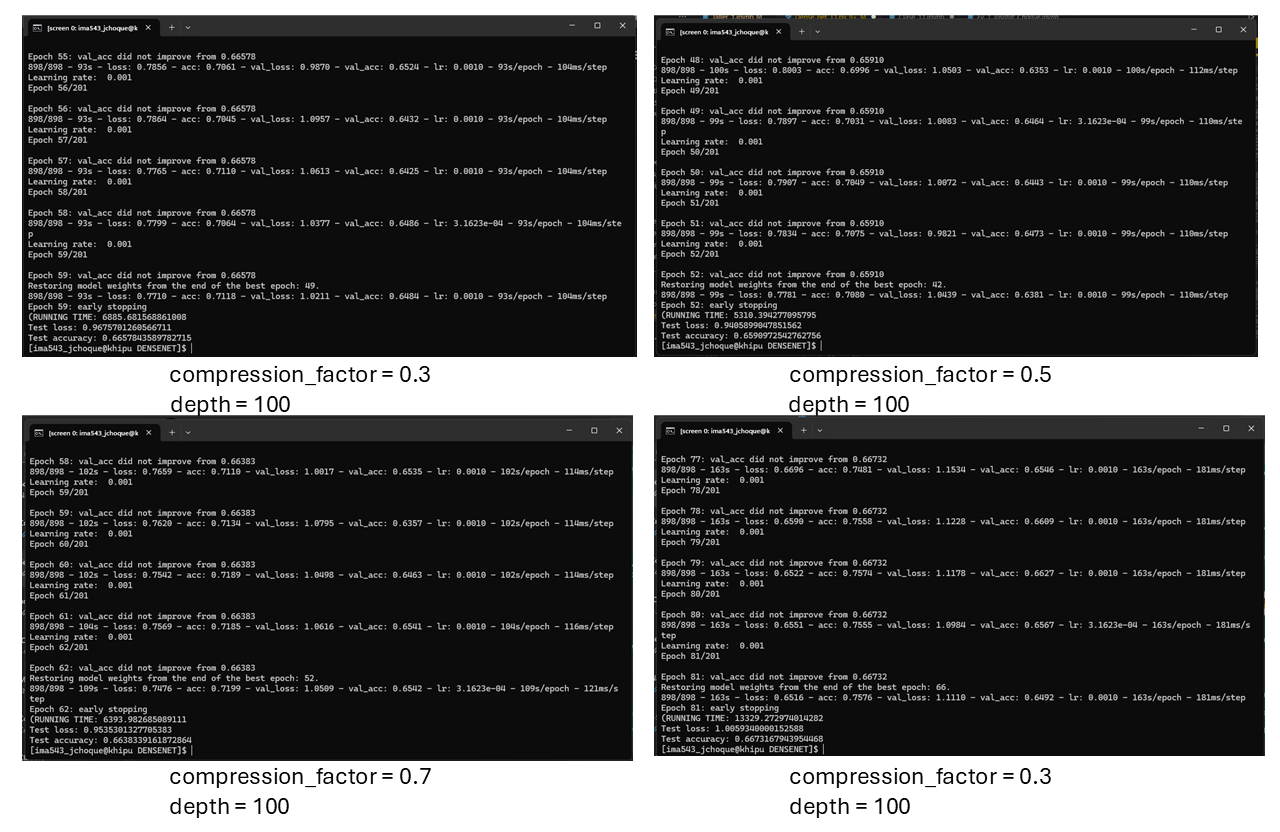 [screen 0: ima543_jchoque@k
Epoch 55: val_acc did not improve from 0.66578
898/898 - 93s - loss: 0.7856 - acc: 0.7061 - val_loss: 0.9870 - val_acc: 0.6524 - lr: 0.0010 - 93s/epoch - 104ms/step
Learning rate:  0.001
Epoch 56/201
Epoch 56: val_acc did not improve from 0.66578
898/898 - 93s - loss: 0.7864 - acc: 0.7045 - val_loss: 1.0957 - val_acc: 0.6432 - lr: 0.0010 - 93s/epoch - 104ms/step
Learning rate:  0.001
Epoch 57/201
Epoch 57: val_acc did not improve from 0.66578
898/898 - 93s - loss: 0.7765 - acc: 0.7110 - val_loss: 1.0613 - val_acc: 0.6425 - lr: 0.0010 - 93s/epoch - 104ms/step
Learning rate:  0.001
Epoch 58/201
Epoch 58: val_acc did not improve from 0.66578
898/898 - 93s - loss: 0.7799 - acc: 0.7064 - val_loss: 1.0377 - val_acc: 0.6486 - lr: 3.1623e-04 - 93s/epoch - 104ms/ste
p
Learning rate:  0.001
Epoch 59/201
Epoch 59: val_acc did not improve from 0.66578
Restoring model weights from the end of the best epoch: 49.
898/898 - 93s - loss: 0.7710 - acc: 0.7118 - val_loss: 1.0211 - val_acc: 0.6484 - lr: 0.0010 - 93s/epoch - 104ms/step
Epoch 59: early stopping
(RUNNING TIME: 6885.681568861008
Test loss: 0.9675701260566711
Test accuracy: 0.6657843589782715
[ima543_jchoque@khipu DENSENET]$
compression_factor = 0.3
depth = 100
[screen 0: ima543_jchoque@k
Epoch 48: val_acc did not improve from 0.65910
898/898 - 100s - loss: 0.8003 - acc: 0.6996 - val_loss: 1.0503 - val_acc: 0.6353 - lr: 0.0010 - 100s/epoch - 112ms/step
Learning rate:  0.001
Epoch 49/201
Epoch 49: val_acc did not improve from 0.65910
898/898 - 99s - loss: 0.7897 - acc: 0.7031 - val_loss: 1.0083 - val_acc: 0.6464 - lr: 3.1623e-04 - 99s/epoch - 110ms/ste
p
Learning rate:  0.001
Epoch 50/201
Epoch 50: val_acc did not improve from 0.65910
898/898 - 99s - loss: 0.7907 - acc: 0.7049 - val_loss: 1.0072 - val_acc: 0.6443 - lr: 0.0010 - 99s/epoch - 110ms/step
Learning rate:  0.001
Epoch 51/201
Epoch 51: val_acc did not improve from 0.65910
898/898 - 99s - loss: 0.7834 - acc: 0.7075 - val_loss: 0.9821 - val_acc: 0.6473 - lr: 0.0010 - 99s/epoch - 110ms/step
Learning rate:  0.001
Epoch 52/201
Epoch 52: val_acc did not improve from 0.65910
Restoring model weights from the end of the best epoch: 42.
898/898 - 99s - loss: 0.7781 - acc: 0.7080 - val_loss: 1.0439 - val_acc: 0.6381 - lr: 0.0010 - 99s/epoch - 110ms/step
Epoch 52: early stopping
(RUNNING TIME: 5310.394277095795
Test loss: 0.9405899047851562
Test accuracy: 0.6590972542762756
[ima543_jchoque@khipu DENSENET]$
compression_factor = 0.5
depth = 100
[screen 0: ima543_jchoque@k
Epoch 58: val_acc did not improve from 0.66383
898/898 - 102s - loss: 0.7659 - acc: 0.7110 - val_loss: 1.0017 - val_acc: 0.6535 - lr: 0.0010 - 102s/epoch - 114ms/step
Learning rate:  0.001
Epoch 59/201
Epoch 59: val_acc did not improve from 0.66383
898/898 - 102s - loss: 0.7620 - acc: 0.7134 - val_loss: 1.0795 - val_acc: 0.6357 - lr: 0.0010 - 102s/epoch - 114ms/step
Learning rate:  0.001
Epoch 60/201
Epoch 60: val_acc did not improve from 0.66383
898/898 - 102s - loss: 0.7542 - acc: 0.7189 - val_loss: 1.0498 - val_acc: 0.6463 - lr: 0.0010 - 102s/epoch - 114ms/step
Learning rate:  0.001
Epoch 61/201
Epoch 61: val_acc did not improve from 0.66383
898/898 - 104s - loss: 0.7569 - acc: 0.7185 - val_loss: 1.0616 - val_acc: 0.6541 - lr: 0.0010 - 104s/epoch - 116ms/step
Learning rate:  0.001
Epoch 62/201
Epoch 62: val_acc did not improve from 0.66383
Restoring model weights from the end of the best epoch: 52.
898/898 - 109s - loss: 0.7476 - acc: 0.7199 - val_loss: 1.0509 - val_acc: 0.6542 - lr: 3.1623e-04 - 109s/epoch - 121ms/s
tep
Epoch 62: early stopping
(RUNNING TIME: 6393.982685089111
Test loss: 0.9535301327705383
Test accuracy: 0.6638339161872864
[ima543_jchoque@khipu DENSENET]$
compression_factor = 0.7
depth = 100
[screen 0: ima543_jchoque@k
Epoch 77: val_acc did not improve from 0.66732
898/898 - 163s - loss: 0.6696 - acc: 0.7481 - val_loss: 1.1534 - val_acc: 0.6546 - lr: 0.0010 - 163s/epoch - 181ms/step
Learning rate:  0.001
Epoch 78/201
Epoch 78: val_acc did not improve from 0.66732
898/898 - 163s - loss: 0.6590 - acc: 0.7558 - val_loss: 1.1228 - val_acc: 0.6609 - lr: 0.0010 - 163s/epoch - 181ms/step
Learning rate:  0.001
Epoch 79/201
Epoch 79: val_acc did not improve from 0.66732
898/898 - 163s - loss: 0.6522 - acc: 0.7574 - val_loss: 1.1178 - val_acc: 0.6627 - lr: 0.0010 - 163s/epoch - 181ms/step
Learning rate:  0.001
Epoch 80/201
Epoch 80: val_acc did not improve from 0.66732
898/898 - 163s - loss: 0.6551 - acc: 0.7555 - val_loss: 1.0984 - val_acc: 0.6567 - lr: 3.1623e-04 - 163s/epoch - 181ms/s
tep
Learning rate:  0.001
Epoch 81/201
Epoch 81: val_acc did not improve from 0.66732
Restoring model weights from the end of the best epoch: 66.
898/898 - 163s - loss: 0.6516 - acc: 0.7576 - val_loss: 1.1110 - val_acc: 0.6492 - lr: 0.0010 - 163s/epoch - 181ms/step
Epoch 81: early stopping
(RUNNING TIME: 13329.272974014282
Test loss: 1.0059340000152588
Test accuracy: 0.6673167943954468
[ima543_jchoque@khipu DENSENET]$
compression_factor = 0.3
depth = 100